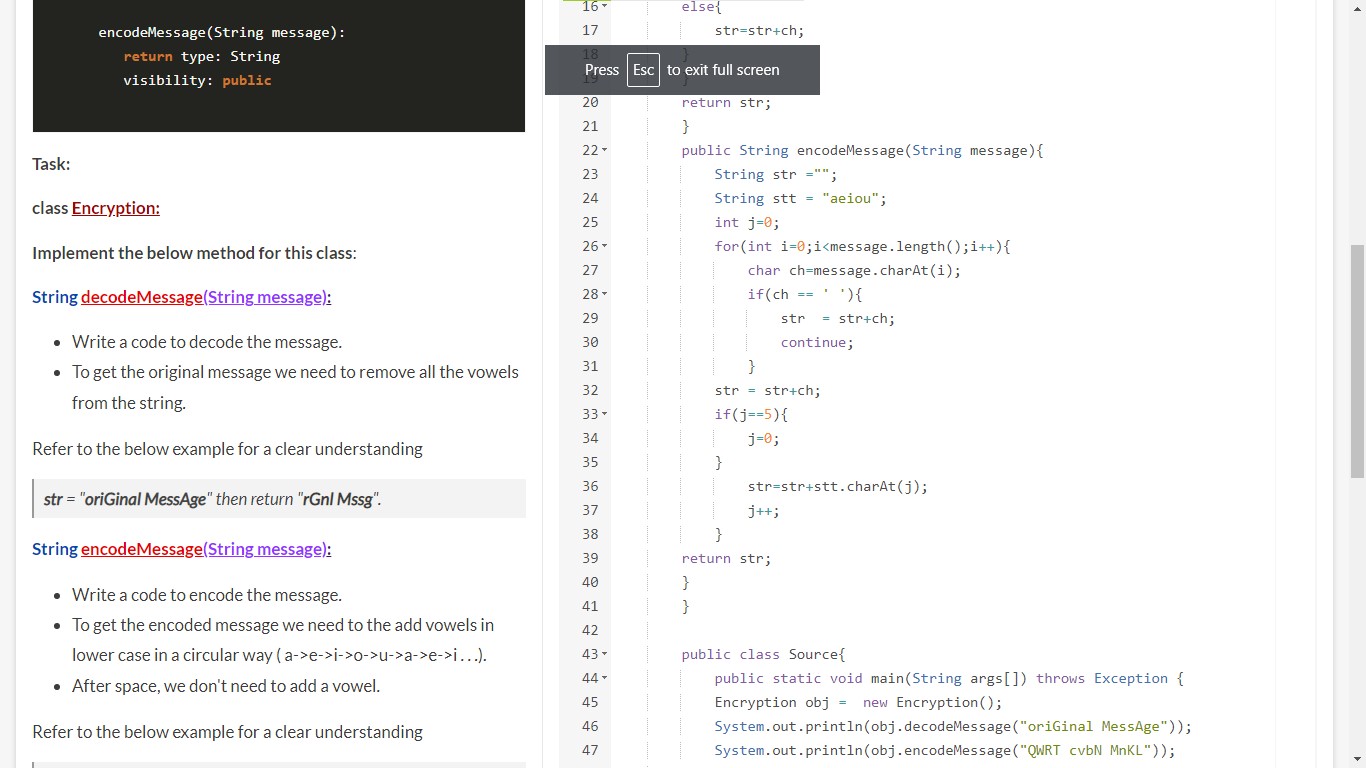 encodeMessage(String message):
return type: String
visibility: public
Task:
class Encryption:
Implement the below method for this class:
String decodeMessage(String message):
Write a code to decode the message.
To get the original message we need to remove all the vowels
from the string.
Refer to the below example for a clear understanding
str = "oriGinal MessAge" then return "rGnl Mssg".
String encodeMessage(String message):
Write a code to encode the message.
To get the encoded message we need to the add vowels in
lower case in a circular way ( a->e->i->o->u->a->e->i . . .).
After space, we don't need to add a vowel.
Refer to the below example for a clear understanding
16 else{
17 str=str+ch;
18 }
Press Esc to exit full screen
19 }
20 return str;
21 }
22 public String encodeMessage(String message){
23 String str ="";
24 String stt = "aeiou";
25 int j=0;
26 for(int i=0;i<message.length();i++){
27 char ch=message.charAt(i);
28 if(ch == ' '){
29 str  = str+ch;
30 continue;
31 }
32 str = str+ch;
33 if(j==5){
34 j=0;
35 }
36 str=str+stt.charAt(j);
37 j++;
38 }
39 return str;
40 }
41 }
42
43 public class Source{
44 public static void main(String args[]) throws Exception {
45 Encryption obj =  new Encryption();
46 System.out.println(obj.decodeMessage("oriGinal MessAge"));
47 System.out.println(obj.encodeMessage("QWRT cvbN MnKL"));